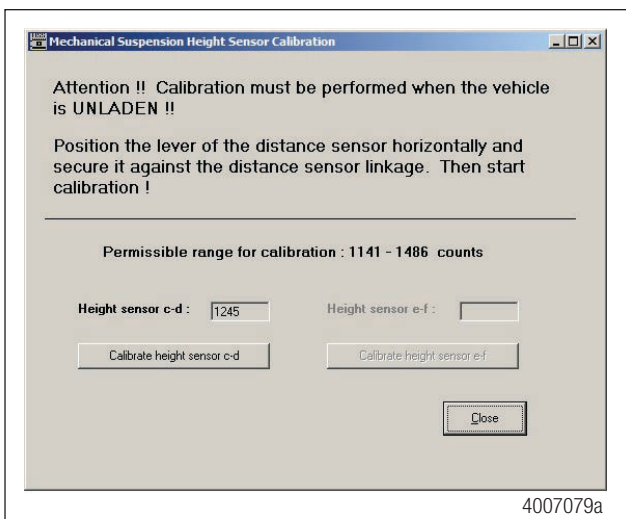 Mechanical Suspension Height Sensor Calibration
Attention !! Calibration must be performed when the vehicle
is UNLADEN !!
Position the lever of the distance sensor horizontally and
secure it against the distance sensor linkage. Then start
calibration !
Permissible range for calibration : 1141 - 1486 counts
Height sensor c-d : 1245 Height sensor e-f :
Calibrate height sensor c-d Calibrate height sensor e-f
Close
4007079a